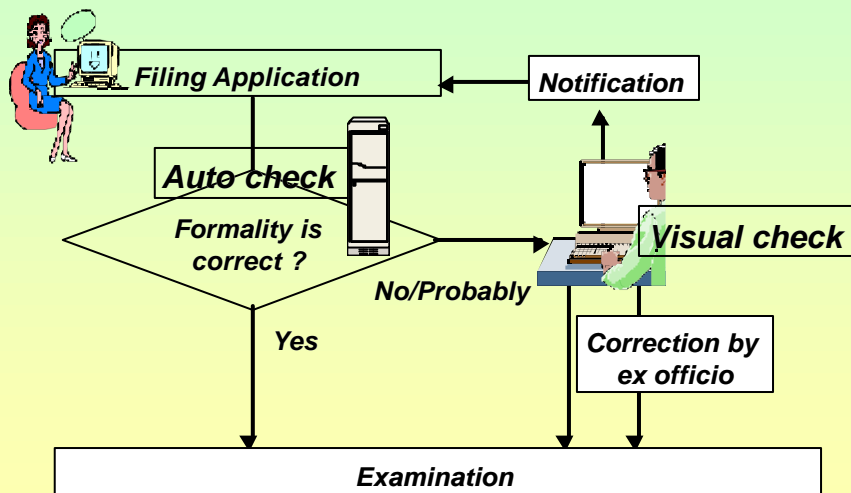 Filing Application
Notification
Auto check
Formality is
correct ?
Visual check
No/Probably
Yes
Correction by
ex officio
Examination